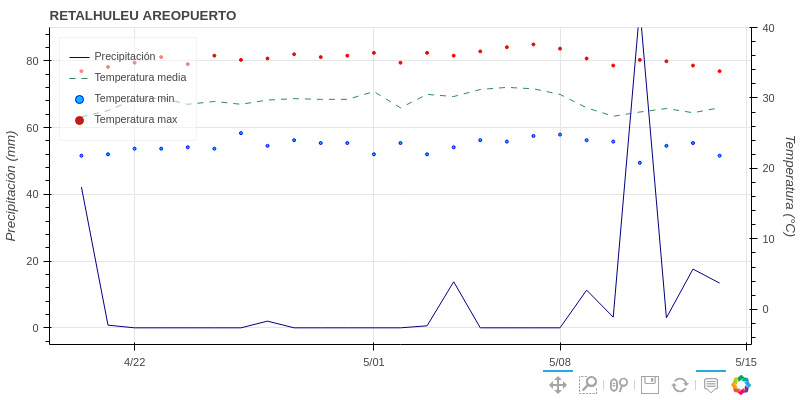 RETALHULEU AREOPUERTO
Precipitación
Temperatura media
Temperatura min
Temperatura max
Precipitación (mm)
80
60
40
20
0
Temperatura (°C)
40
30
20
10
0
4/22
5/01
5/08
5/15